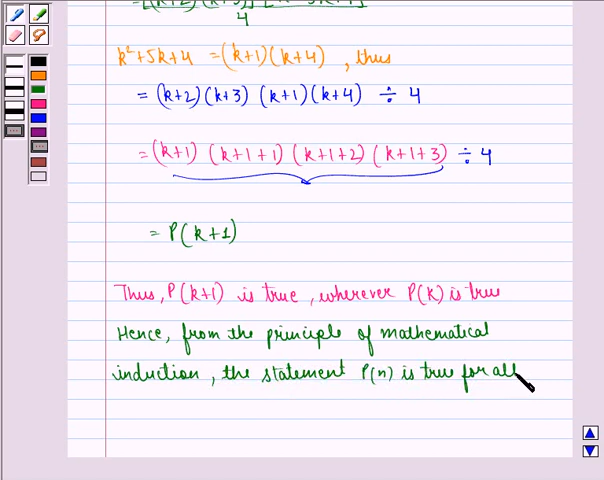 4
k²+5k+4 = (k+1)(k+4) , thus
= (k+2)(k+3) (k+1)(k+4) ÷ 4
= (k+1) (k+1+1) (k+1+2) (k+1+3) ÷ 4
= P(k+1)
Thus, P(k+1) is true, wherever P(k) is true
Hence, from the principle of mathematical
induction, the statement P(n) is true for all